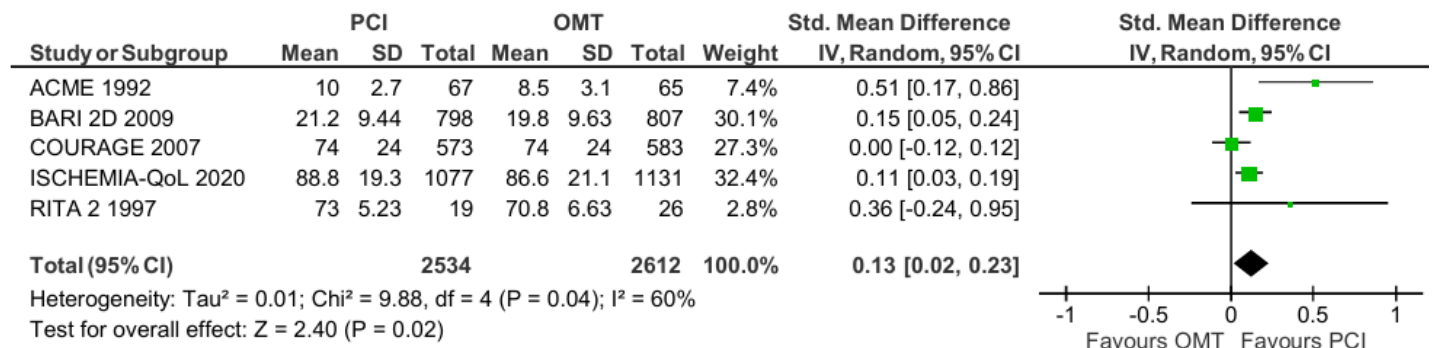 PCI OMT Std. Mean Difference Std. Mean Difference
Study or Subgroup Mean SD Total Mean SD Total Weight IV, Random, 95% CI IV, Random, 95% CI
ACME 1992 10 2.7 67 8.5 3.1 65 7.4% 0.51 [0.17, 0.86]
BARI 2D 2009 21.2 9.44 798 19.8 9.63 807 30.1% 0.15 [0.05, 0.24]
COURAGE 2007 74 24 573 74 24 583 27.3% 0.00 [-0.12, 0.12]
ISCHEMIA-QoL 2020 88.8 19.3 1077 86.6 21.1 1131 32.4% 0.11 [0.03, 0.19]
RITA 2 1997 73 5.23 19 70.8 6.63 26 2.8% 0.36 [-0.24, 0.95]
Total (95% CI) 2534 2612 100.0% 0.13 [0.02, 0.23]
Heterogeneity: Tau² = 0.01; Chi² = 9.88, df = 4 (P = 0.04); I² = 60%
Test for overall effect: Z = 2.40 (P = 0.02)
-1 -0.5 0 0.5 1
Favours OMT Favours PCI